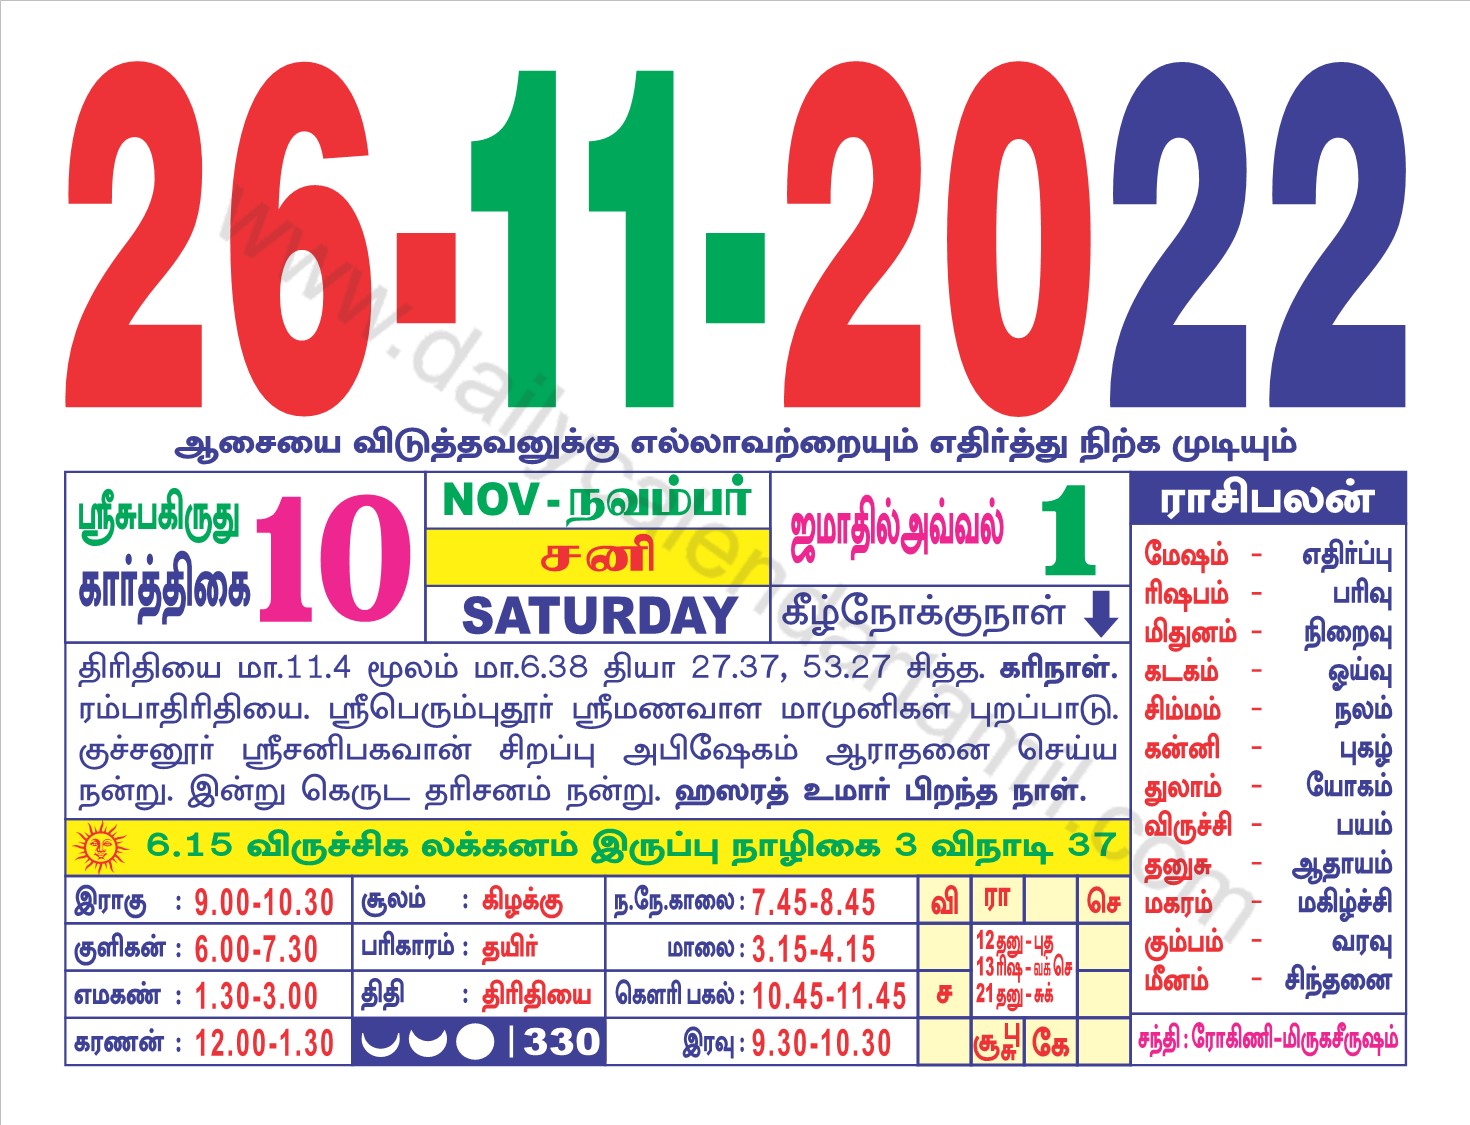 26-11-2022
ஆசையை விடுத்தவனுக்கு எல்லாவற்றையும் எதிர்த்து நிற்க முடியும்
ஸ்ரீசுபகிருது
கார்த்திகை 10
NOV - நவம்பர்
சனி
SATURDAY
ஜமாதில்அவ்வல் 1
கீழ்நோக்குநாள்
திரிதியை மா.11.4 மூலம் மா.6.38 தியா 27.37, 53.27 சித்த. கரிநாள்.
ரம்பாதிரிதியை. ஸ்ரீபெரும்புதூர் ஸ்ரீமணவாள மாமுனிகள் புறப்பாடு.
குச்சனூர் ஸ்ரீசனிபகவான் சிறப்பு அபிஷேகம் ஆராதனை செய்ய
நன்று. இன்று கெருட தரிசனம் நன்று. ஹஸரத் உமார் பிறந்த நாள்.
6.15 விருச்சிக லக்கனம் இருப்பு நாழிகை 3 விநாடி 37
இராகு : 9.00-10.30
குளிகன் : 6.00-7.30
எமகண் : 1.30-3.00
கரணன் : 12.00-1.30
சூலம் : கிழக்கு
பரிகாரம் : தயிர்
திதி : திரிதியை
330
ந.நே.காலை : 7.45-8.45
மாலை : 3.15-4.15
கௌரி பகல் : 10.45-11.45
இரவு : 9.30-10.30
வி ரா செ
12 தனு - புத
13 ரிஷ - வக் செ
ச 21 தனு - சுக்
சூ பு சு கே
ராசிபலன்
மேஷம் - எதிர்ப்பு
ரிஷபம் - பரிவு
மிதுனம் - நிறைவு
கடகம் - ஓய்வு
சிம்மம் - நலம்
கன்னி - புகழ்
துலாம் - யோகம்
விருச்சி - பயம்
தனுசு - ஆதாயம்
மகரம் - மகிழ்ச்சி
கும்பம் - வரவு
மீனம் - சிந்தனை
சந்தி : ரோகிணி-மிருகசீருஷம்
www.dailycalendartamil.com